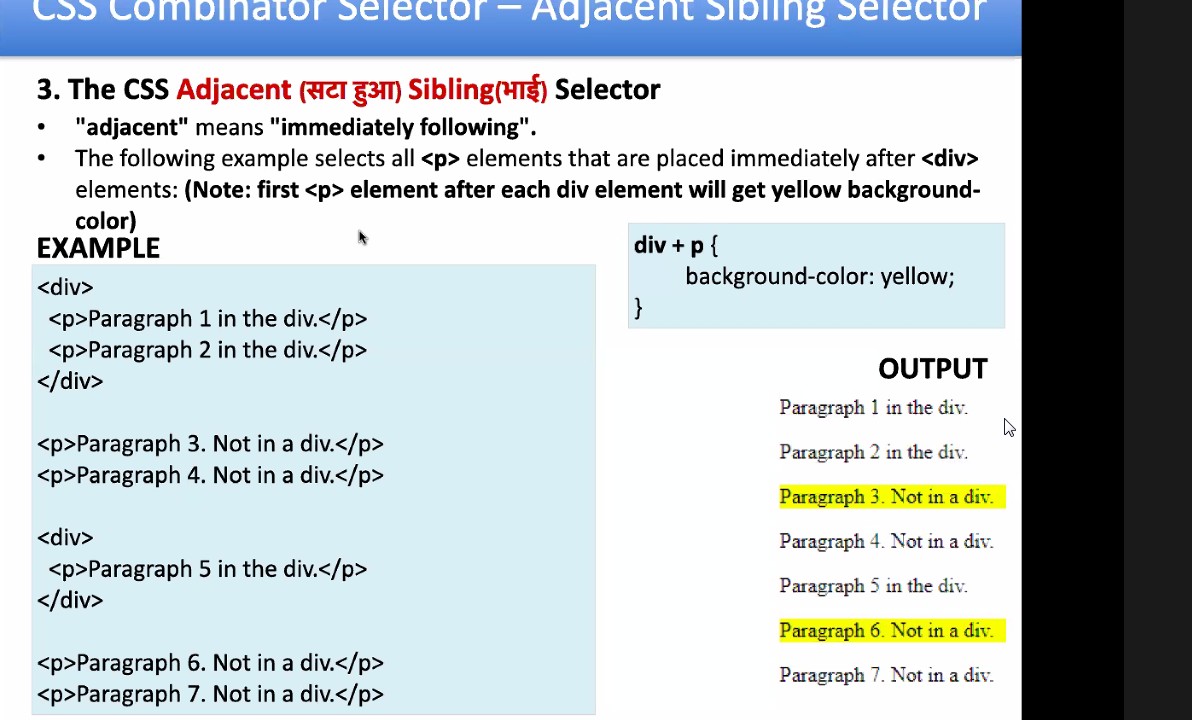 CSS Combinator Selector – Adjacent Sibling Selector
3. The CSS Adjacent (सटा हुआ) Sibling(भाई) Selector
• "adjacent" means "immediately following".
• The following example selects all <p> elements that are placed immediately after <div>
elements: (Note: first <p> element after each div element will get yellow background-
color)
EXAMPLE
<div>
<p>Paragraph 1 in the div.</p>
<p>Paragraph 2 in the div.</p>
</div>
<p>Paragraph 3. Not in a div.</p>
<p>Paragraph 4. Not in a div.</p>
<div>
<p>Paragraph 5 in the div.</p>
</div>
<p>Paragraph 6. Not in a div.</p>
<p>Paragraph 7. Not in a div.</p>
div + p {
background-color: yellow;
}
OUTPUT
Paragraph 1 in the div.
Paragraph 2 in the div.
Paragraph 3. Not in a div.
Paragraph 4. Not in a div.
Paragraph 5 in the div.
Paragraph 6. Not in a div.
Paragraph 7. Not in a div.